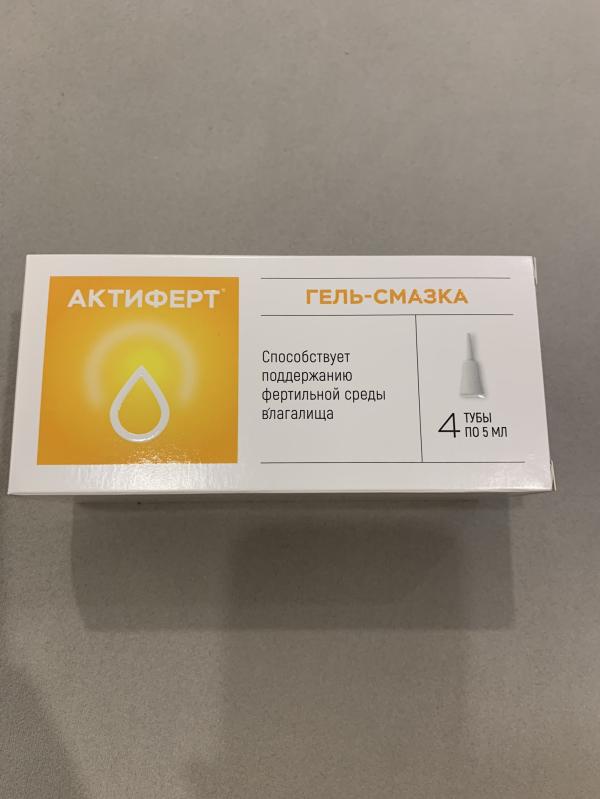 АКТИФЕРТ®
ГЕЛЬ-СМАЗКА
Способствует
поддержанию
фертильной среды
влагалища
4 ТУБЫ
ПО 5 МЛ